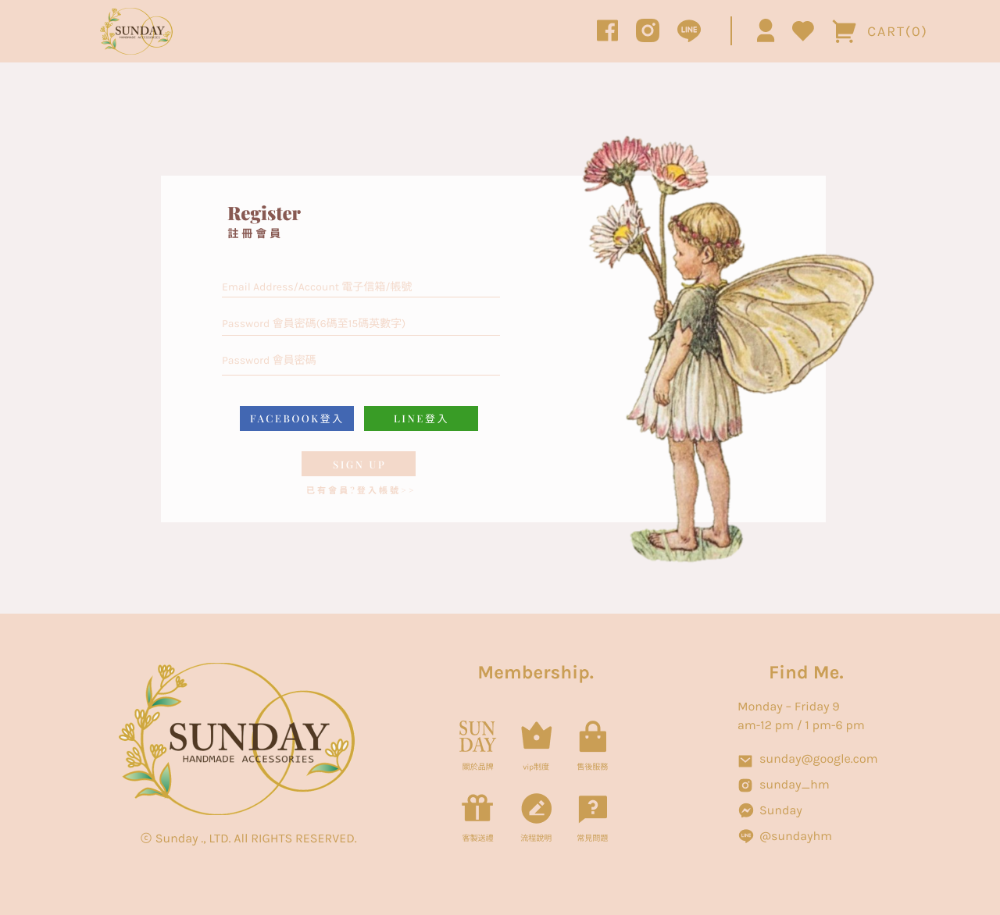 SUNDAY
HANDMADE ACCESSORIES
LINE
CART(0)
Register
註冊會員
Email Address/Account 電子信箱/帳號
Password 會員密碼(6碼至15碼英數字)
Password 會員密碼
FACEBOOK登入
LINE登入
SIGN UP
已有會員?登入帳號>>
SUNDAY
HANDMADE ACCESSORIES
ⓒ Sunday ., LTD. All RIGHTS RESERVED.
Membership.
SUN
DAY
關於品牌
vip制度
售後服務
客製送禮
流程說明
常見問題
Find Me.
Monday – Friday 9
am-12 pm / 1 pm-6 pm
sunday@google.com
sunday_hm
Sunday
LINE
@sundayhm